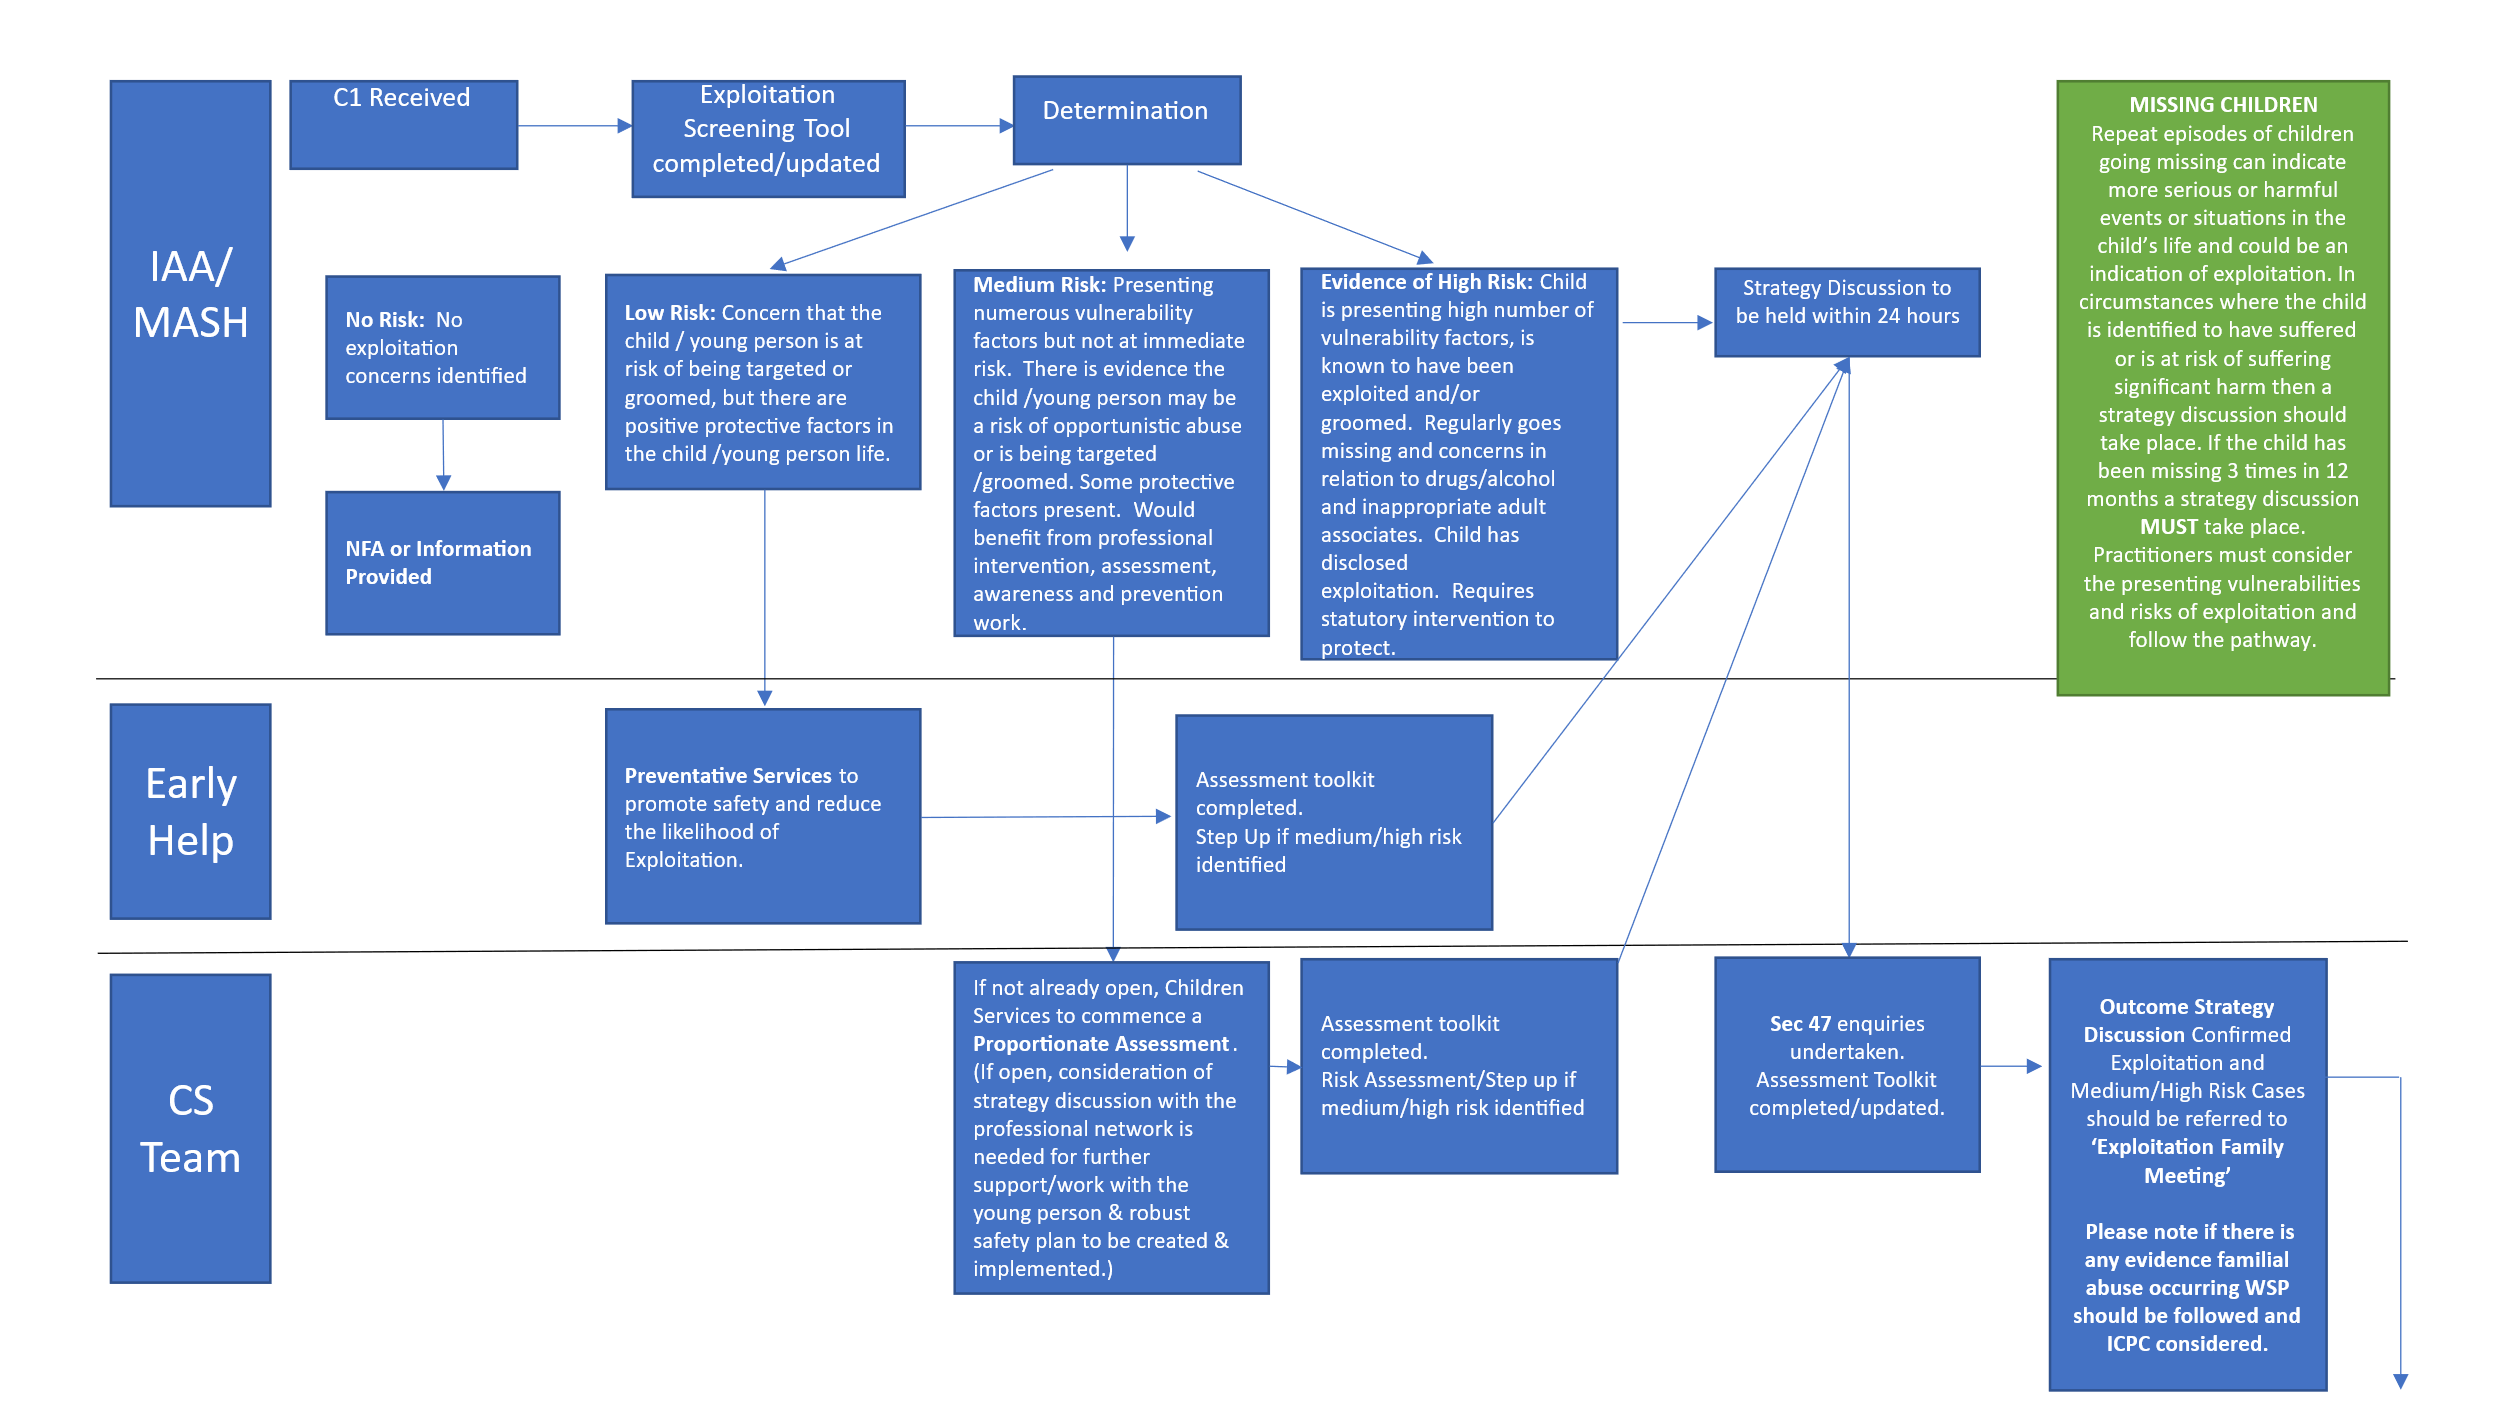 IAA/
MASH
C1 Received
Exploitation
Screening Tool
completed/updated
Determination
No Risk:  No
exploitation
concerns identified
NFA or Information
Provided
Low Risk: Concern that the
child / young person is at
risk of being targeted or
groomed, but there are
positive protective factors in
the child /young person life.
Medium Risk: Presenting
numerous vulnerability
factors but not at immediate
risk.  There is evidence the
child /young person may be
a risk of opportunistic abuse
or is being targeted
/groomed. Some protective
factors present.  Would
benefit from professional
intervention, assessment,
awareness and prevention
work.
Evidence of High Risk: Child
is presenting high number of
vulnerability factors, is
known to have been
exploited and/or
groomed.  Regularly goes
missing and concerns in
relation to drugs/alcohol
and inappropriate adult
associates.  Child has
disclosed
exploitation.  Requires
statutory intervention to
protect.
Strategy Discussion to
be held within 24 hours
MISSING CHILDREN
Repeat episodes of children
going missing can indicate
more serious or harmful
events or situations in the
child’s life and could be an
indication of exploitation. In
circumstances where the child
is identified to have suffered
or is at risk of suffering
significant harm then a
strategy discussion should
take place. If the child has
been missing 3 times in 12
months a strategy discussion
MUST take place.
Practitioners must consider
the presenting vulnerabilities
and risks of exploitation and
follow the pathway.
Early
Help
Preventative Services to
promote safety and reduce
the likelihood of
Exploitation.
Assessment toolkit
completed.
Step Up if medium/high risk
identified
CS
Team
If not already open, Children
Services to commence a
Proportionate Assessment.
(If open, consideration of
strategy discussion with the
professional network is
needed for further
support/work with the
young person & robust
safety plan to be created &
implemented.)
Assessment toolkit
completed.
Risk Assessment/Step up if
medium/high risk identified
Sec 47 enquiries
undertaken.
Assessment Toolkit
completed/updated.
Outcome Strategy
Discussion Confirmed
Exploitation and
Medium/High Risk Cases
should be referred to
‘Exploitation Family
Meeting’
Please note if there is
any evidence familial
abuse occurring WSP
should be followed and
ICPC considered.